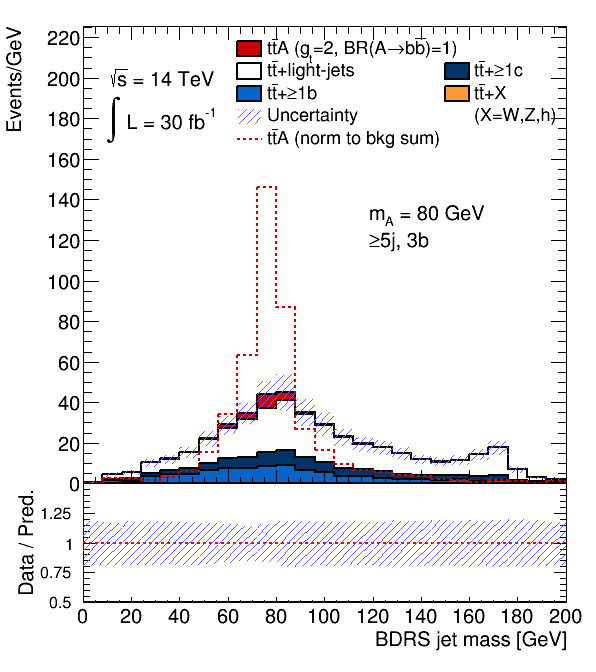 Events/GeV
220
200
180
160
140
120
100
80
60
40
20
0
√s = 14 TeV
∫ L = 30 fb⁻¹
tt̄A (gₜ=2, BR(A→bb̄)=1)
tt̄+light-jets
tt̄+≥1c
tt̄+≥1b
tt̄+X
Uncertainty
(X=W,Z,h)
tt̄A (norm to bkg sum)
m_A = 80 GeV
≥5j, 3b
Data / Pred.
1.25
1
0.75
0.5
0 20 40 60 80 100 120 140 160 180 200
BDRS jet mass [GeV]